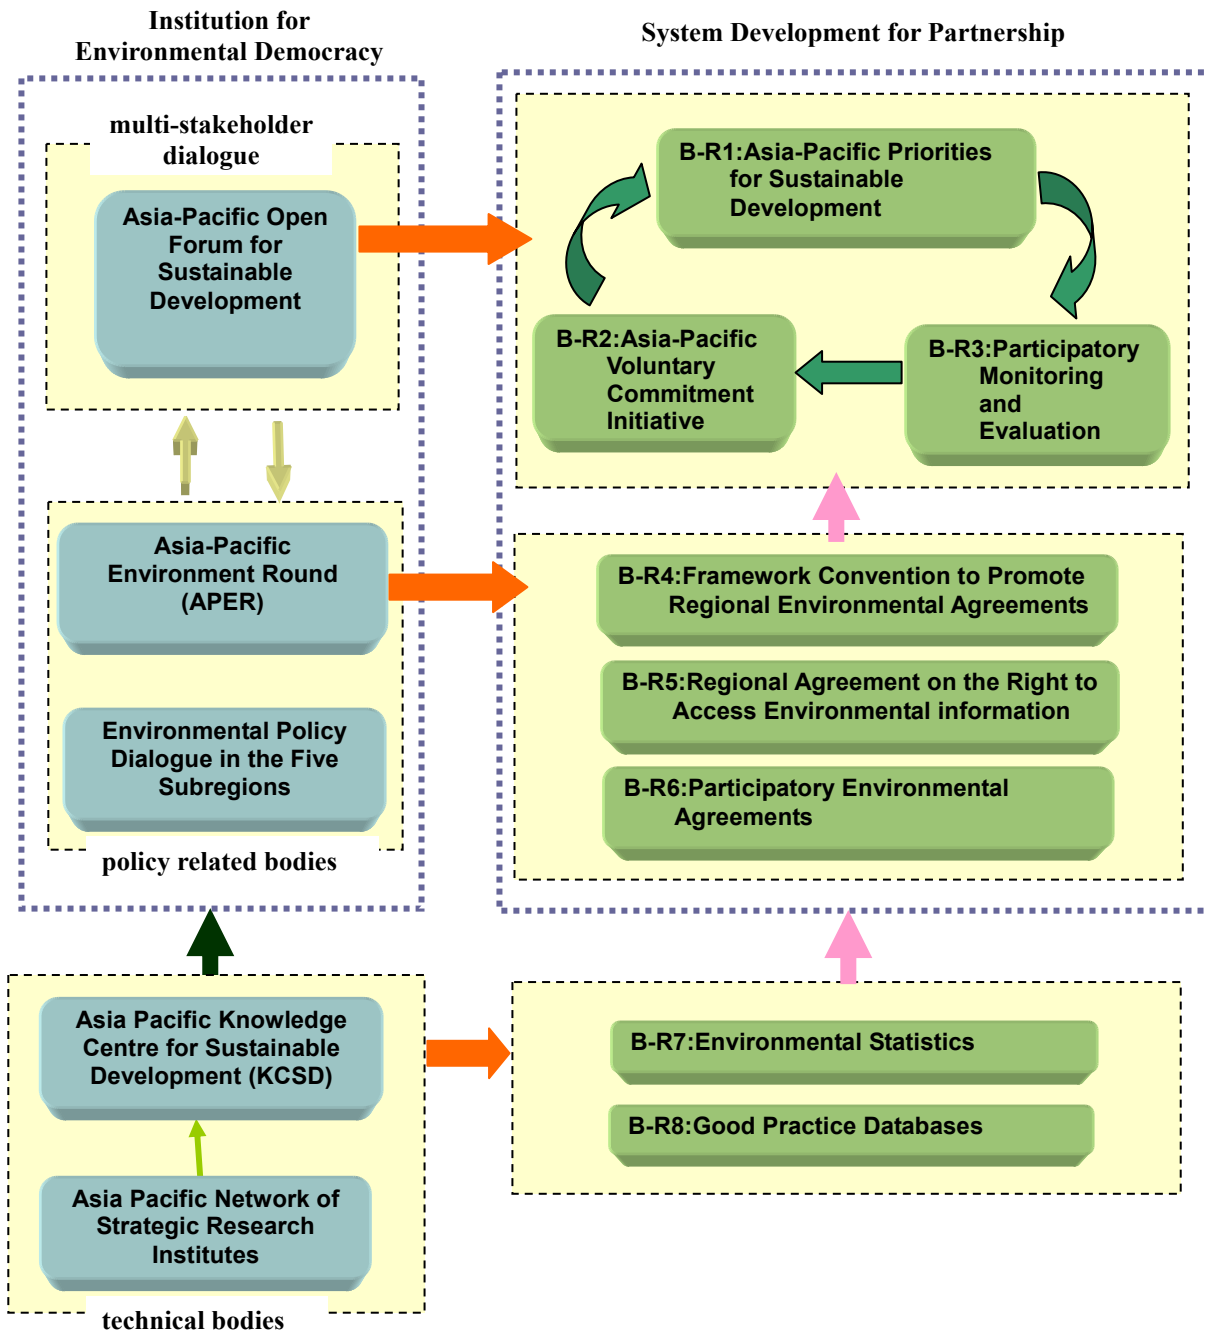 Institution for
Environmental Democracy
System Development for Partnership
multi-stakeholder
dialogue
Asia-Pacific Open
Forum for
Sustainable
Development
B-R1:Asia-Pacific Priorities
for Sustainable
Development
B-R2:Asia-Pacific
Voluntary
Commitment
Initiative
B-R3:Participatory
Monitoring
and
Evaluation
Asia-Pacific
Environment Round
(APER)
Environmental Policy
Dialogue in the Five
Subregions
policy related bodies
B-R4:Framework Convention to Promote
Regional Environmental Agreements
B-R5:Regional Agreement on the Right to
Access Environmental information
B-R6:Participatory Environmental
Agreements
Asia Pacific Knowledge
Centre for Sustainable
Development (KCSD)
Asia Pacific Network of
Strategic Research
Institutes
technical bodies
B-R7:Environmental Statistics
B-R8:Good Practice Databases